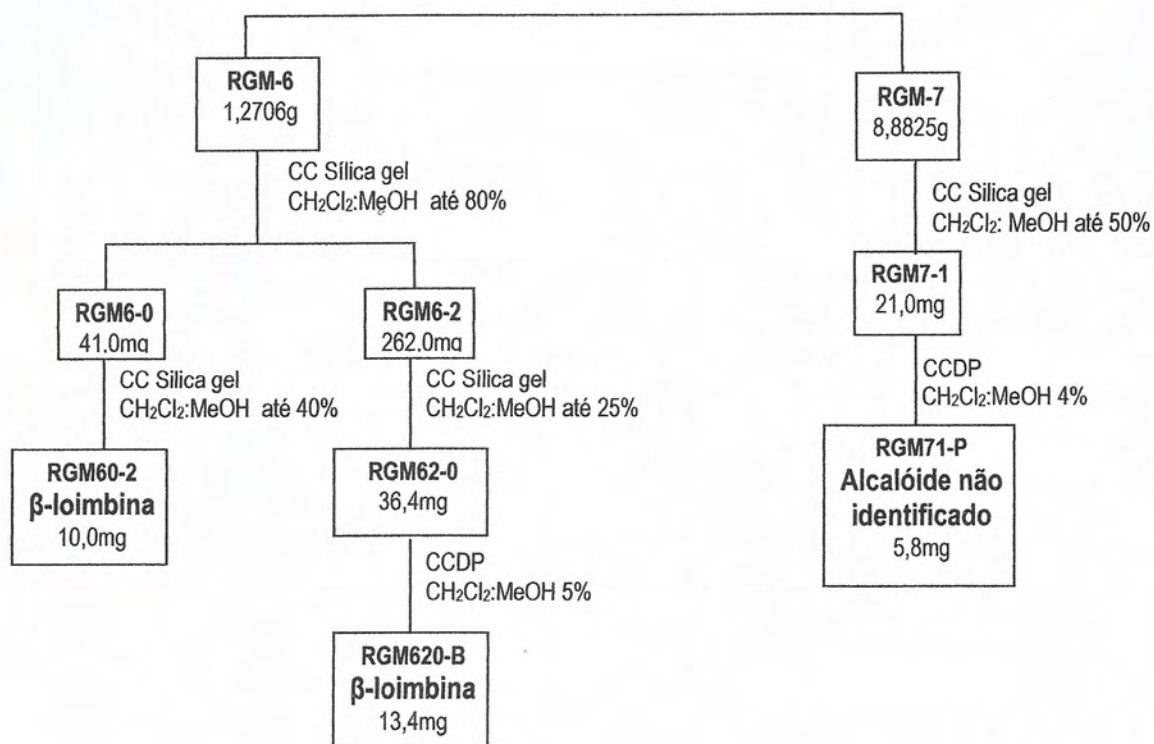 RGM-6
1,2706g
RGM-7
8,8825g
CC Sílica gel
CH₂Cl₂:MeOH até 80%
CC Silica gel
CH₂Cl₂: MeOH até 50%
RGM6-0
41,0mg
RGM6-2
262,0mg
RGM7-1
21,0mg
CC Silica gel
CH₂Cl₂:MeOH até 40%
CC Sílica gel
CH₂Cl₂:MeOH até 25%
CCDP
CH₂Cl₂:MeOH 4%
RGM60-2
β-Ioimbina
10,0mg
RGM62-0
36,4mg
RGM71-P
Alcalóide não
identificado
5,8mg
CCDP
CH₂Cl₂:MeOH 5%
RGM620-B
β-Ioimbina
13,4mg